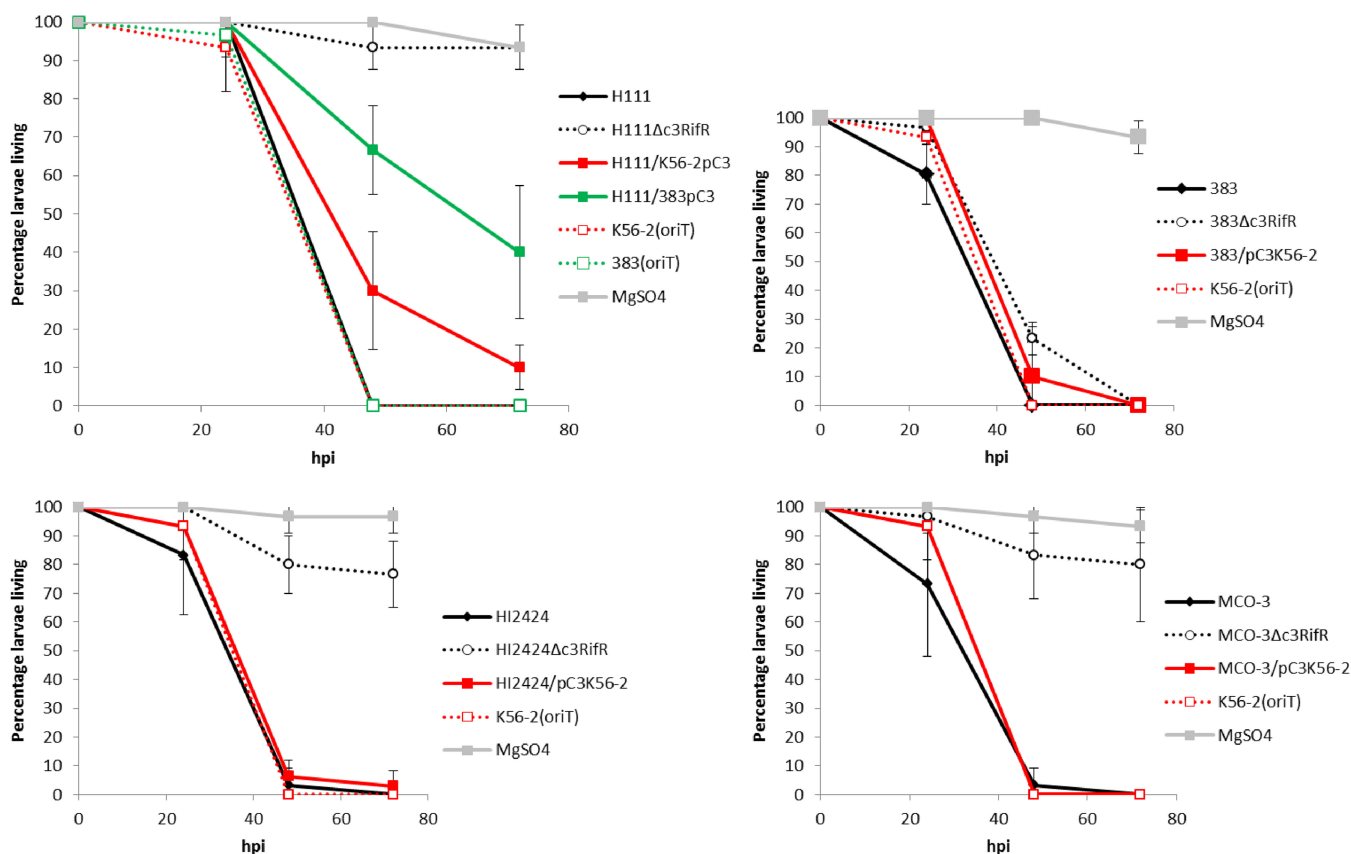 100
90
80
70
60
50
40
30
20
10
0
Percentage larvae living
0 20 40 60 80
hpi
H111
H111Δc3RifR
H111/K56-2pC3
H111/383pC3
K56-2(oriT)
383(oriT)
MgSO4
100
90
80
70
60
50
40
30
20
10
0
Percentage larvae living
0 20 40 60 80
hpi
383
383Δc3RifR
383/pC3K56-2
K56-2(oriT)
MgSO4
100
90
80
70
60
50
40
30
20
10
0
Percentage larvae living
0 20 40 60 80
hpi
HI2424
HI2424Δc3RifR
HI2424/pC3K56-2
K56-2(oriT)
MgSO4
100
90
80
70
60
50
40
30
20
10
0
Percentage larvae living
0 20 40 60 80
hpi
MCO-3
MCO-3Δc3RifR
MCO-3/pC3K56-2
K56-2(oriT)
MgSO4